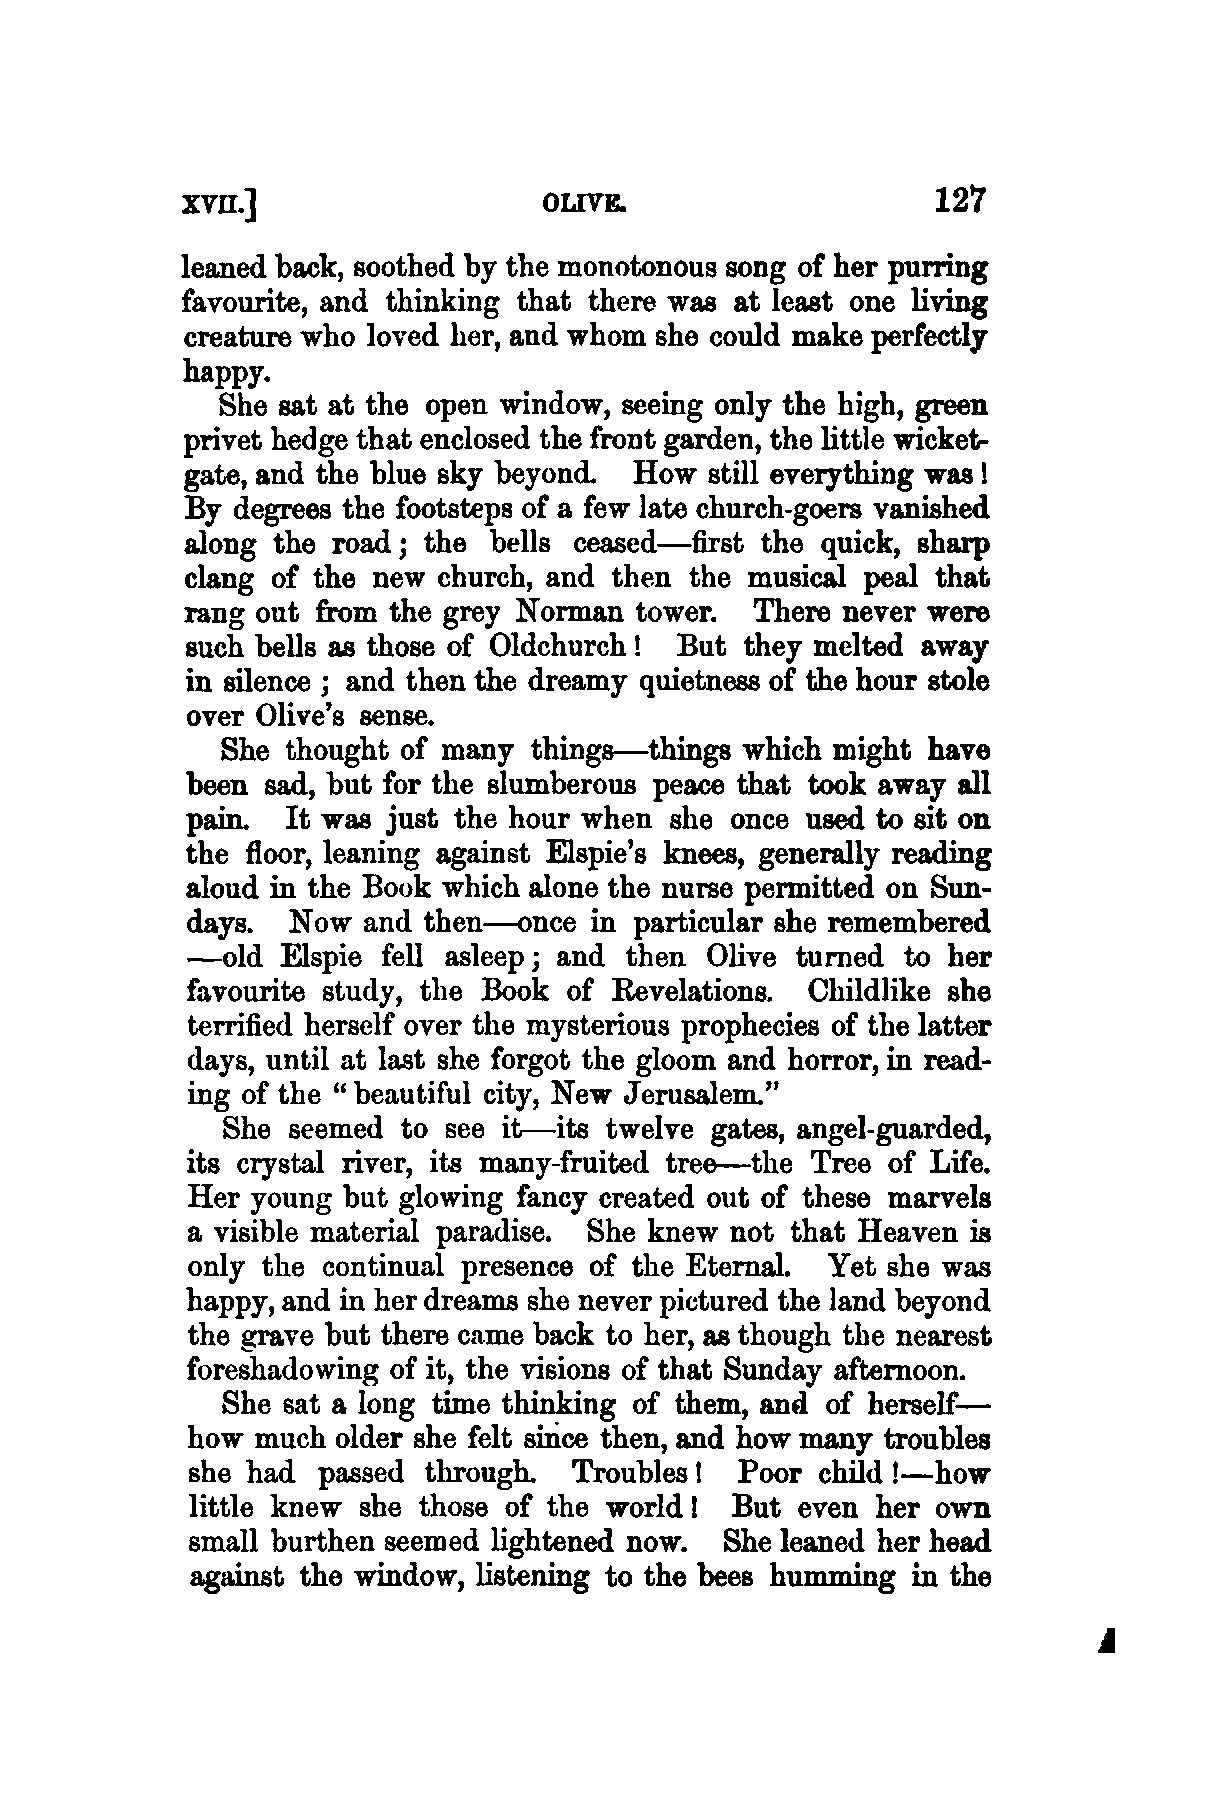 XVII.] OLIVE. 127
leaned back, soothed by the monotonous song of her purring
favourite, and thinking that there was at least one living
creature who loved her, and whom she could make perfectly
happy.
She sat at the open window, seeing only the high, green
privet hedge that enclosed the front garden, the little wicket-
gate, and the blue sky beyond. How still everything was!
By degrees the footsteps of a few late church-goers vanished
along the road; the bells ceased—first the quick, sharp
clang of the new church, and then the musical peal that
rang out from the grey Norman tower. There never were
such bells as those of Oldchurch! But they melted away
in silence; and then the dreamy quietness of the hour stole
over Olive's sense.
She thought of many things—things which might have
been sad, but for the slumberous peace that took away all
pain. It was just the hour when she once used to sit on
the floor, leaning against Elspie's knees, generally reading
aloud in the Book which alone the nurse permitted on Sun-
days. Now and then—once in particular she remembered
—old Elspie fell asleep; and then Olive turned to her
favourite study, the Book of Revelations. Childlike she
terrified herself over the mysterious prophecies of the latter
days, until at last she forgot the gloom and horror, in read-
ing of the "beautiful city, New Jerusalem."
She seemed to see it—its twelve gates, angel-guarded,
its crystal river, its many-fruited tree—the Tree of Life.
Her young but glowing fancy created out of these marvels
a visible material paradise. She knew not that Heaven is
only the continual presence of the Eternal. Yet she was
happy, and in her dreams she never pictured the land beyond
the grave but there came back to her, as though the nearest
foreshadowing of it, the visions of that Sunday afternoon.
She sat a long time thinking of them, and of herself—
how much older she felt since then, and how many troubles
she had passed through. Troubles! Poor child!—how
little knew she those of the world! But even her own
small burthen seemed lightened now. She leaned her head
against the window, listening to the bees humming in the